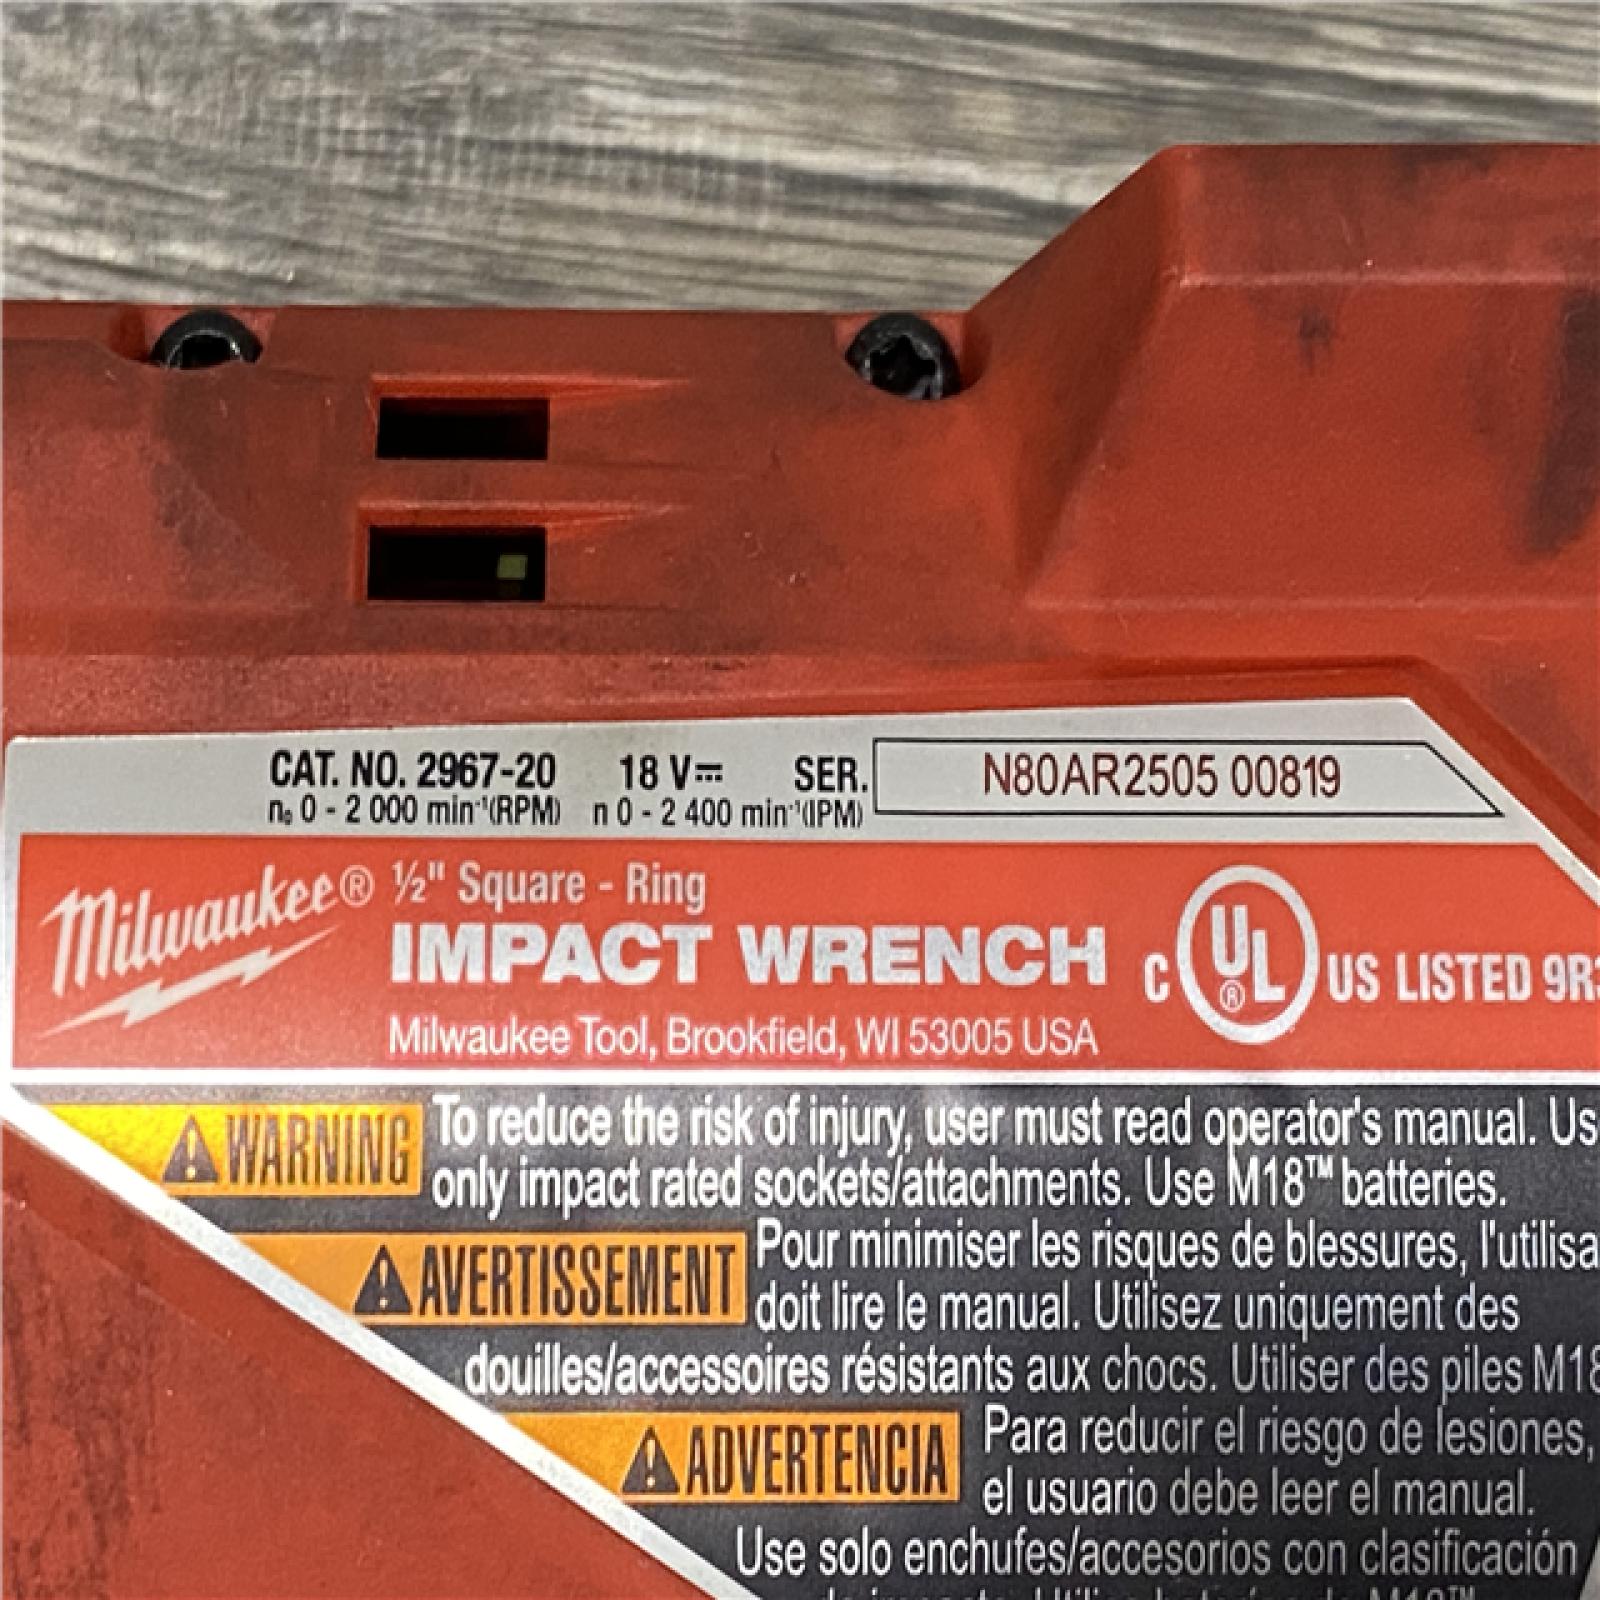 CAT. NO. 2967-20 18 V⎓ SER. N80AR2505 00819
n₀ 0 - 2 000 min⁻¹(RPM) n 0 - 2 400 min⁻¹(IPM)
Milwaukee® ½" Square - Ring
IMPACT WRENCH
C UL® US LISTED
Milwaukee Tool, Brookfield, WI 53005 USA
WARNING To reduce the risk of injury, user must read operator's manual. Us
only impact rated sockets/attachments. Use M18™ batteries.
AVERTISSEMENT Pour minimiser les risques de blessures, l'utilisa
doit lire le manual. Utilisez uniquement des
douilles/accessoires résistants aux chocs. Utiliser des piles M18
ADVERTENCIA Para reducir el riesgo de lesiones,
el usuario debe leer el manual.
Use solo enchufes/accesorios con clasificación